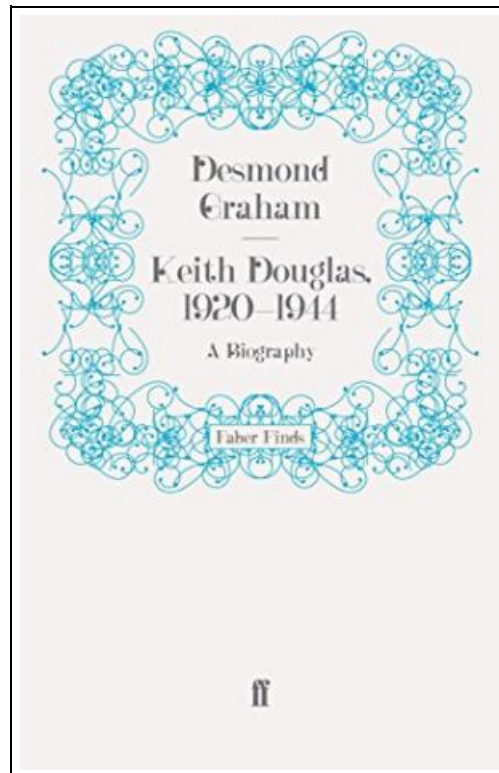 Desmond
Graham
Keith Douglas,
1920–1944
A Biography
Faber Finds
ff